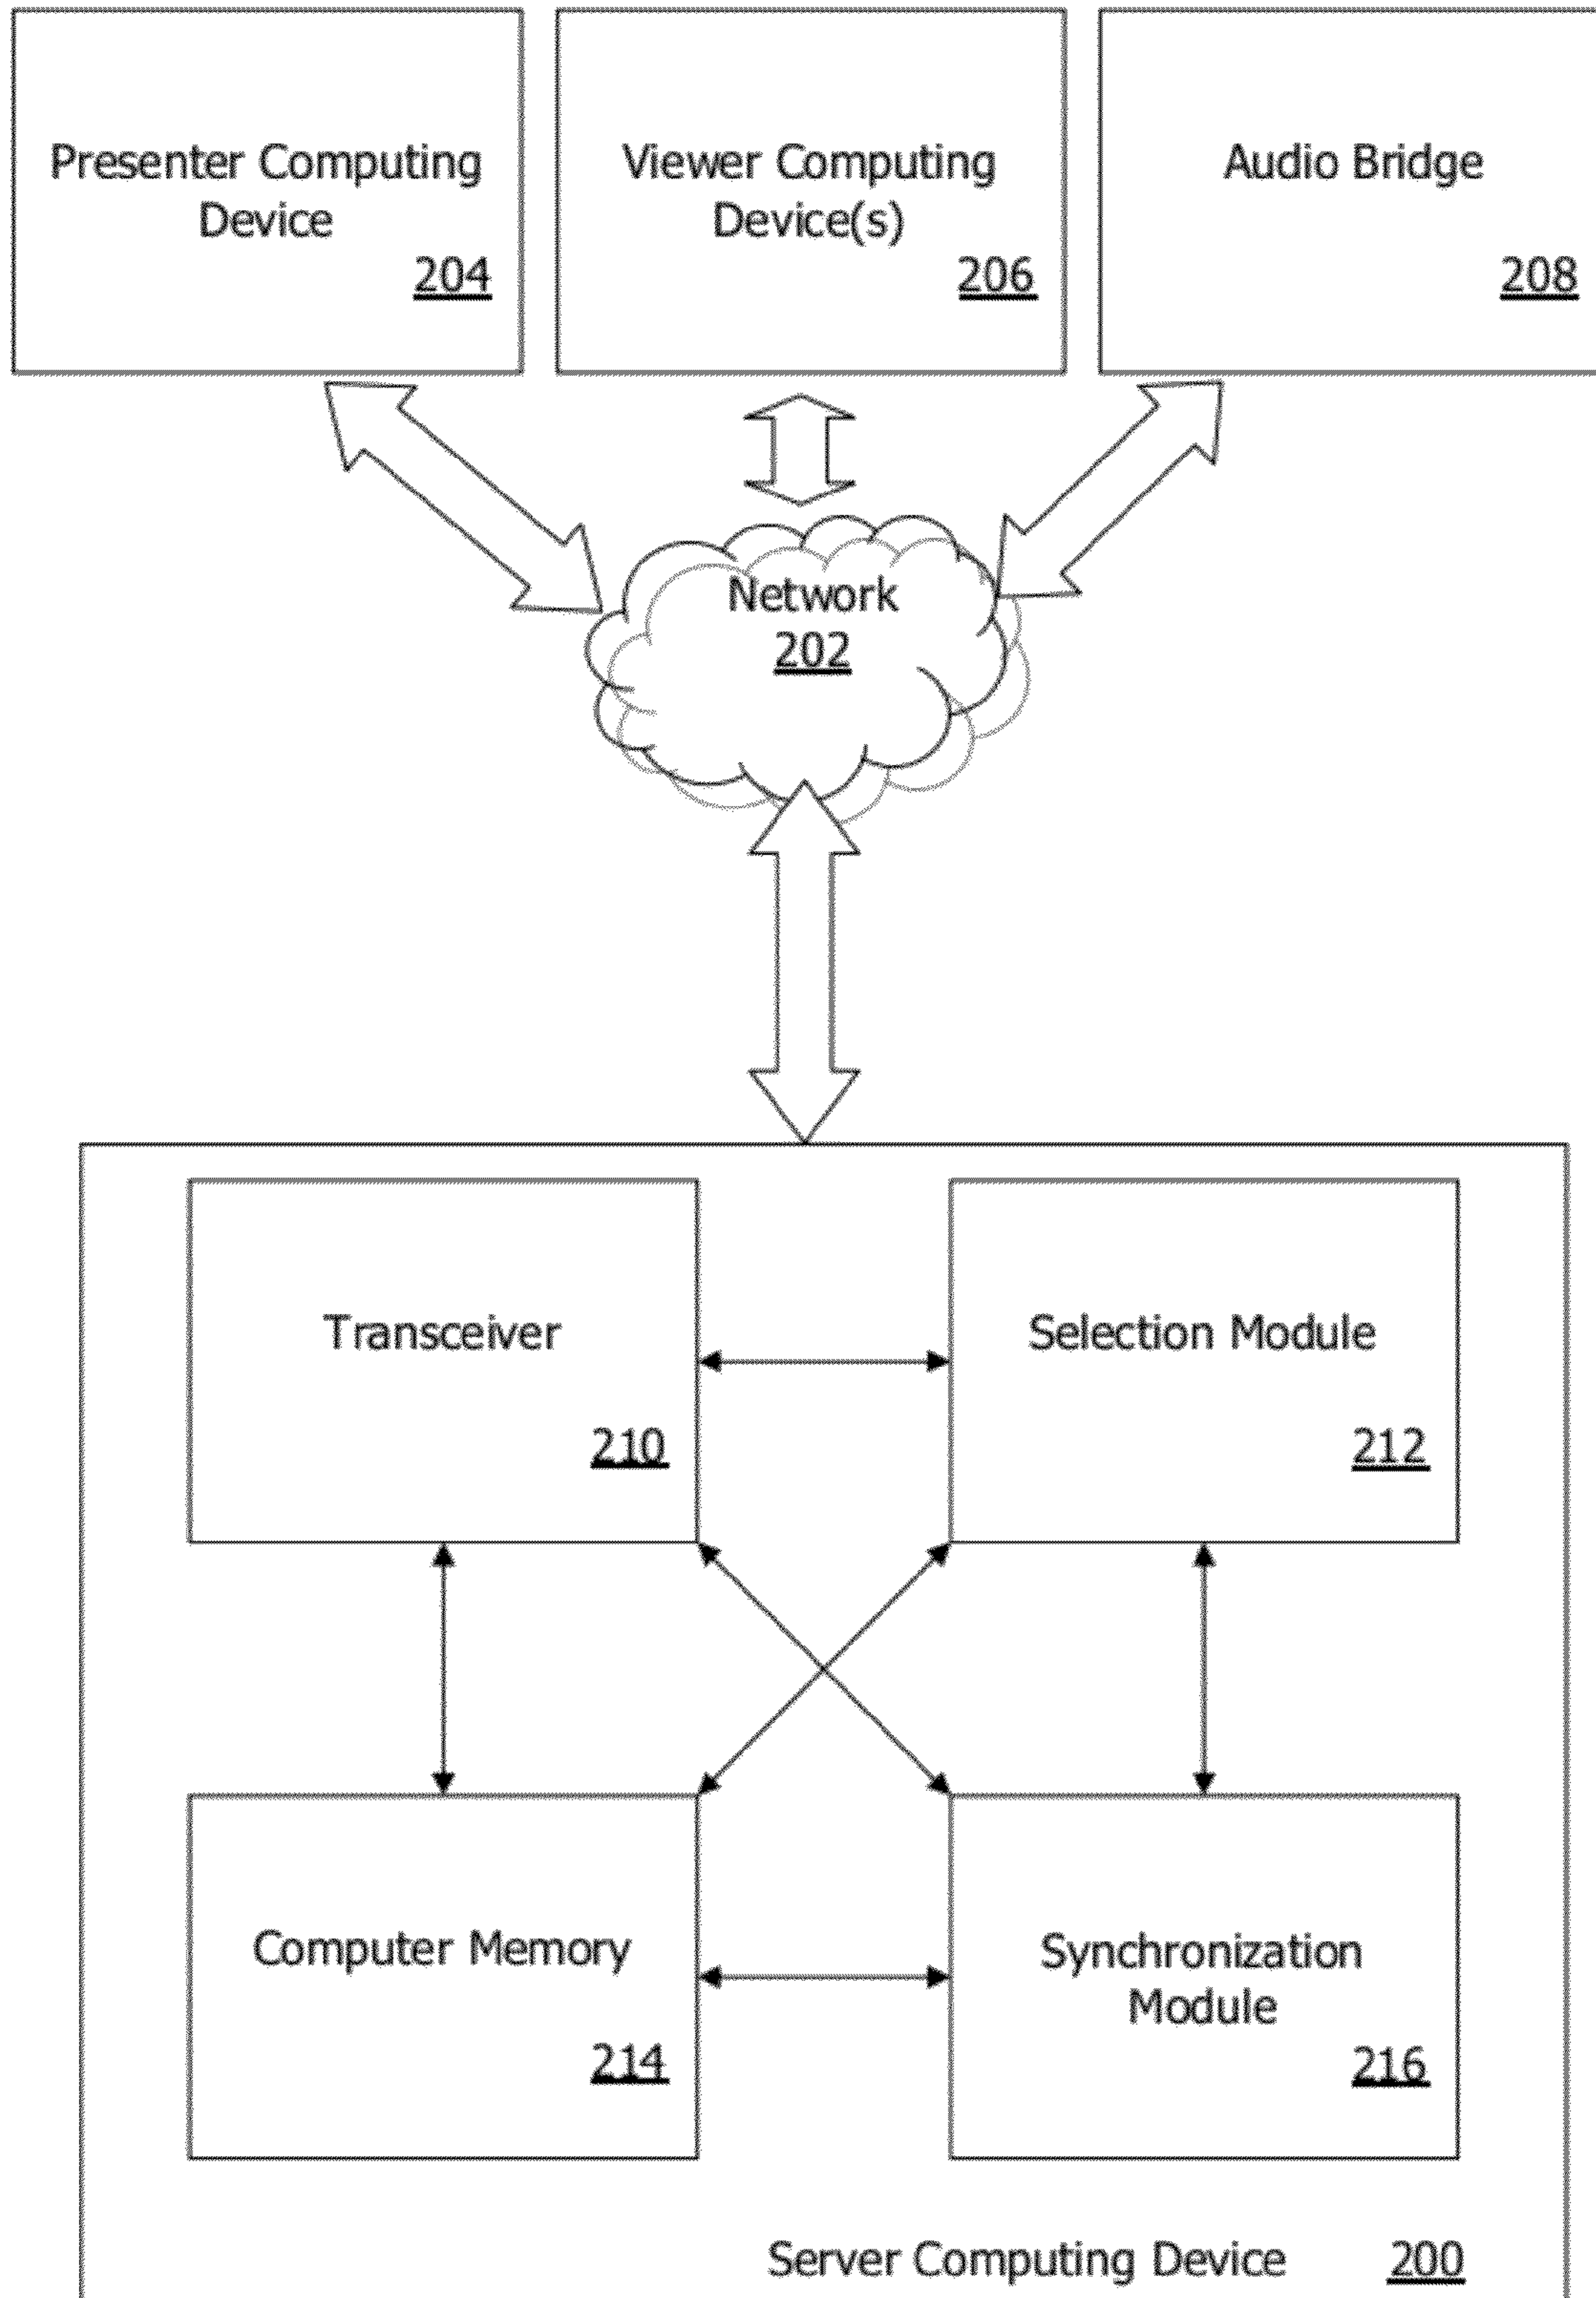 Presenter Computing
Device
204
Viewer Computing
Device(s)
206
Audio Bridge
208
Network
202
Transceiver
210
Selection Module
212
Computer Memory
214
Synchronization
Module
216
Server Computing Device 200